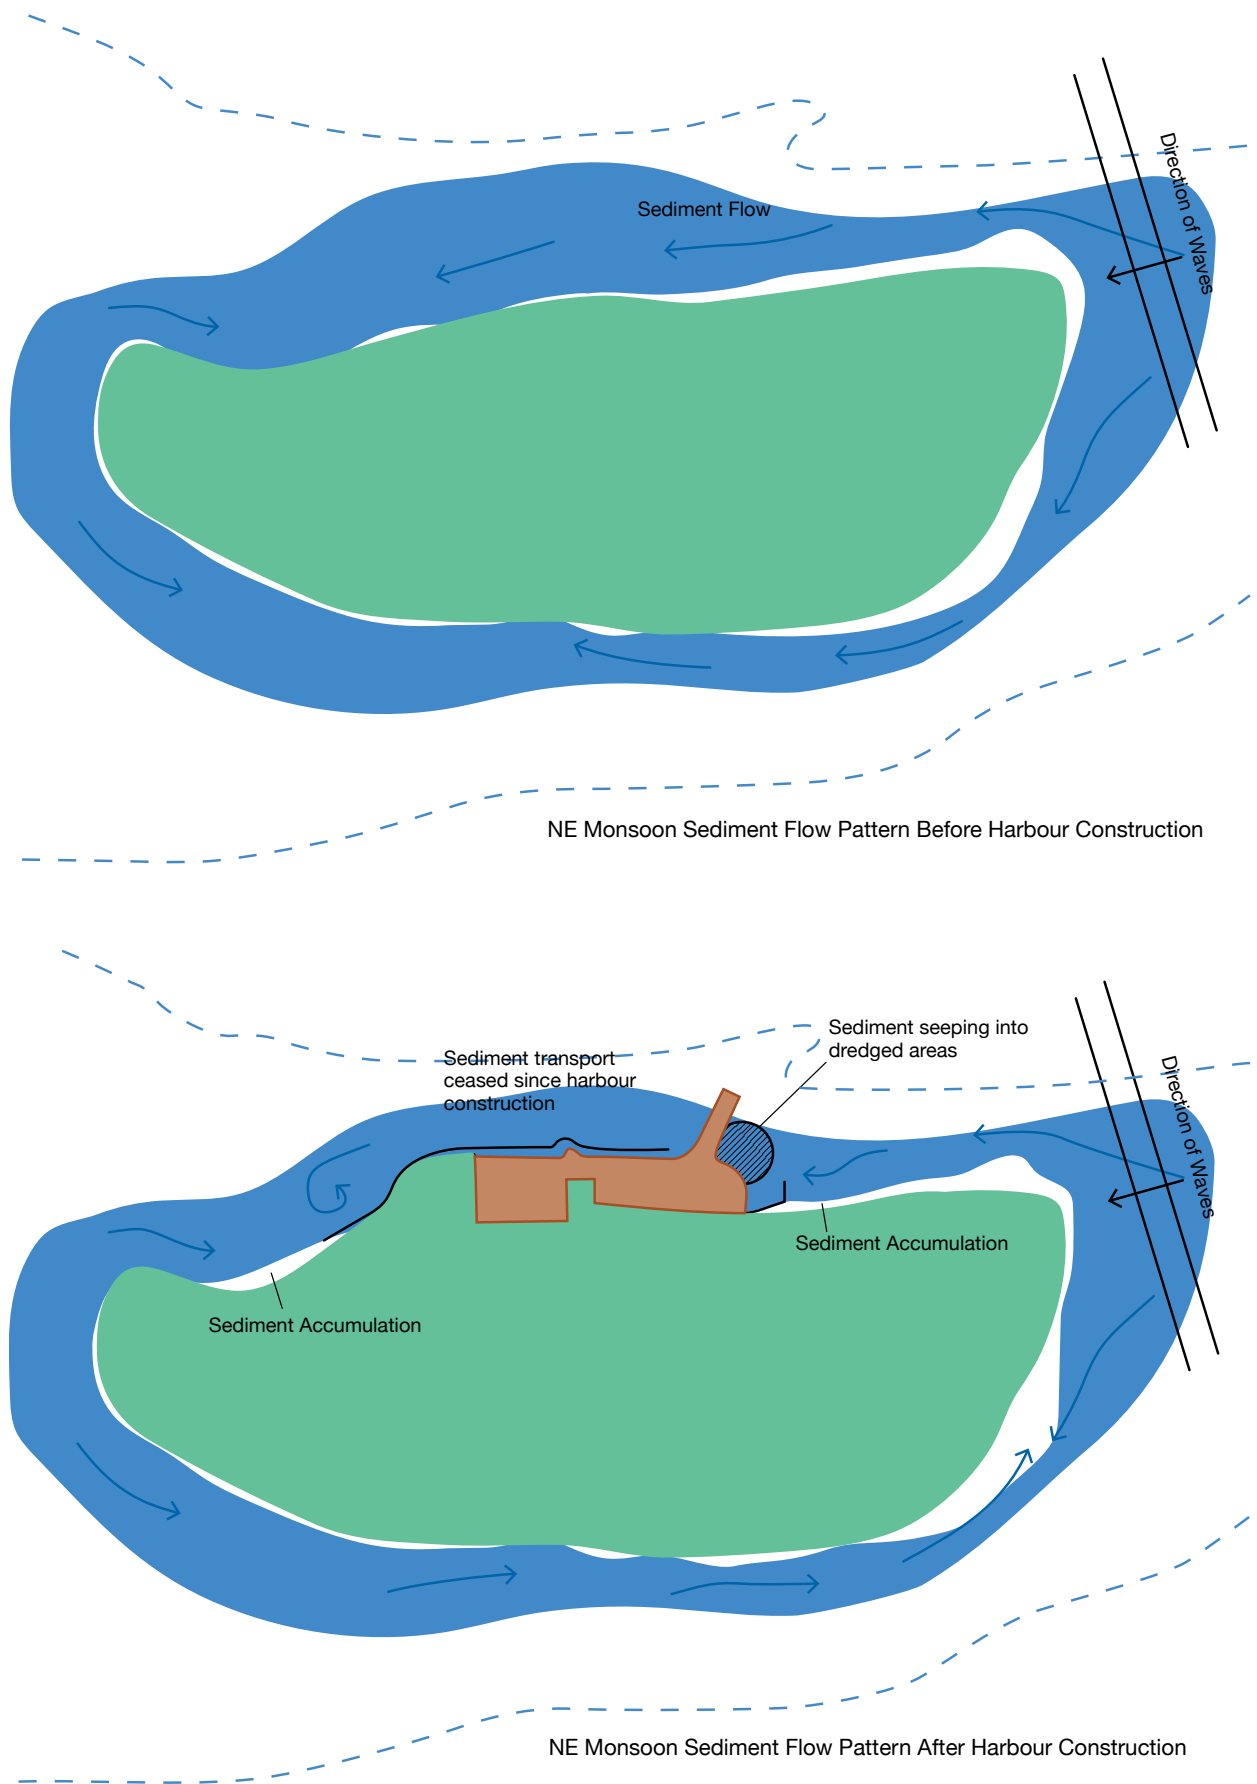 Direction of Waves
Sediment Flow
NE Monsoon Sediment Flow Pattern Before Harbour Construction
Sediment seeping into
dredged areas
Sediment transport
ceased since harbour
construction
Direction of Waves
Sediment Accumulation
Sediment Accumulation
NE Monsoon Sediment Flow Pattern After Harbour Construction